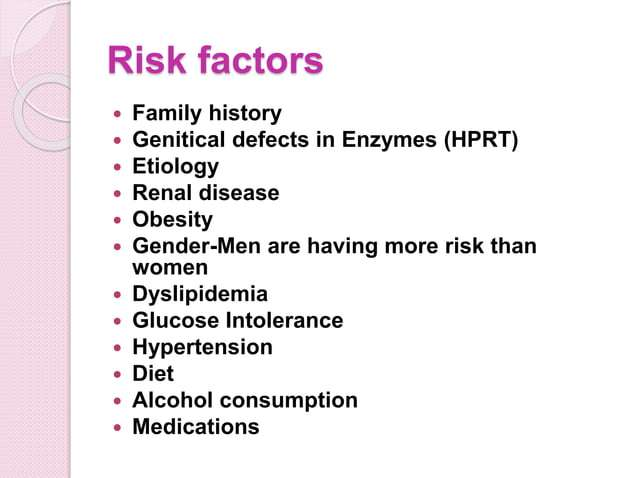 Risk factors
• Family history
• Genitical defects in Enzymes (HPRT)
• Etiology
• Renal disease
• Obesity
• Gender-Men are having more risk than
women
• Dyslipidemia
• Glucose Intolerance
• Hypertension
• Diet
• Alcohol consumption
• Medications